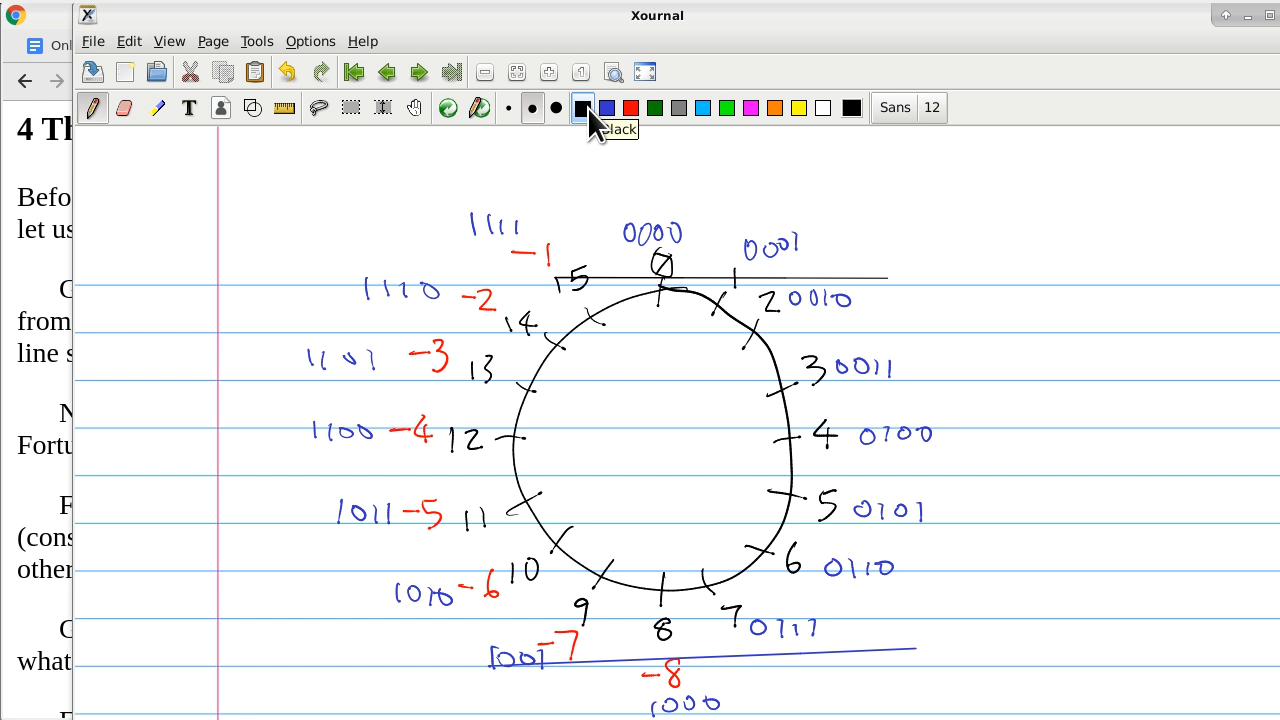 Xournal
Onl
File Edit View Page Tools Options Help
Sans 12
Black
4 Th
Befo
let us
from
line s
Fortu
(cons
other
what
1111 0000 0001
-1 0
15
1110 -2 14 2 0010
1101 -3 13 3 0011
1100 -4 12 4 0100
1011 -5 11 5 0101
1010 -6 10 6 0110
9 8 7 0111
1001 -7
-8
1000